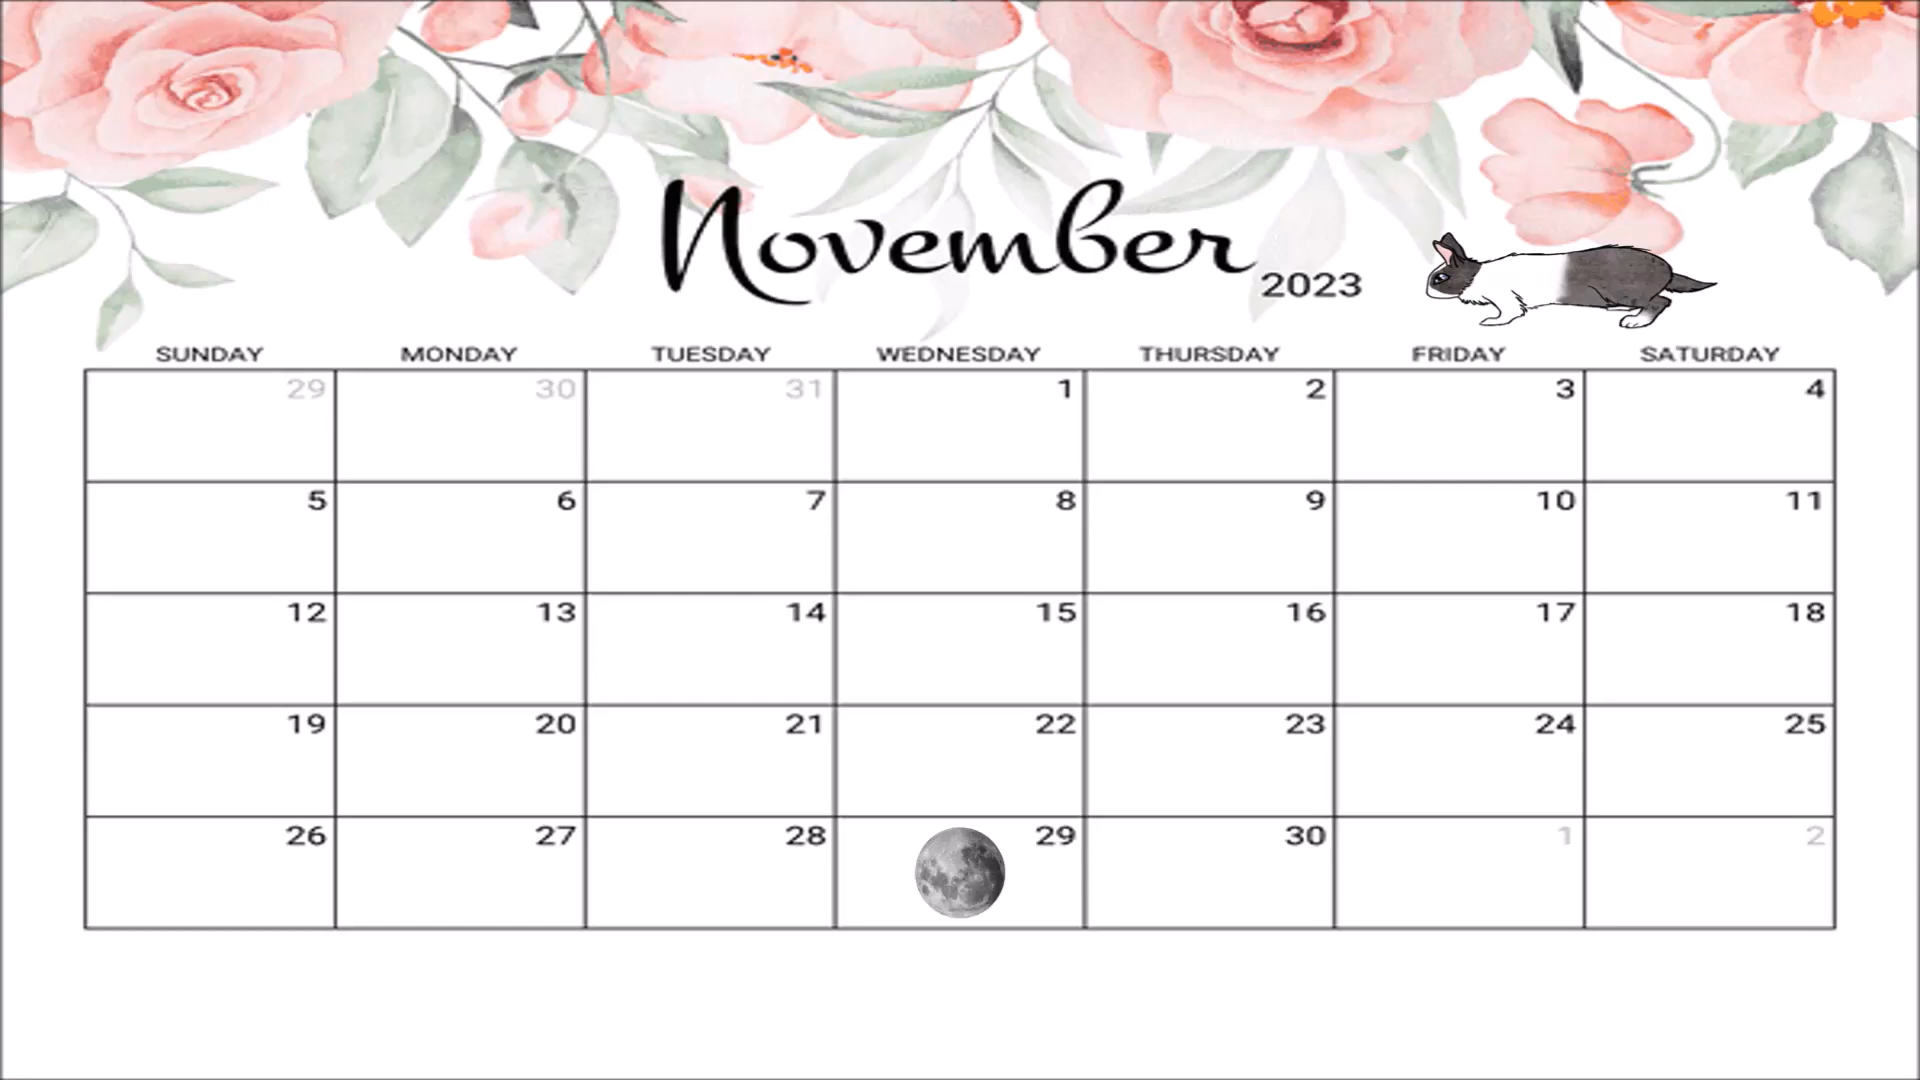 November 2023
SUNDAY MONDAY TUESDAY WEDNESDAY THURSDAY FRIDAY SATURDAY
29 30 31 1 2 3 4
5 6 7 8 9 10 11
12 13 14 15 16 17 18
19 20 21 22 23 24 25
26 27 28 29 30 1 2